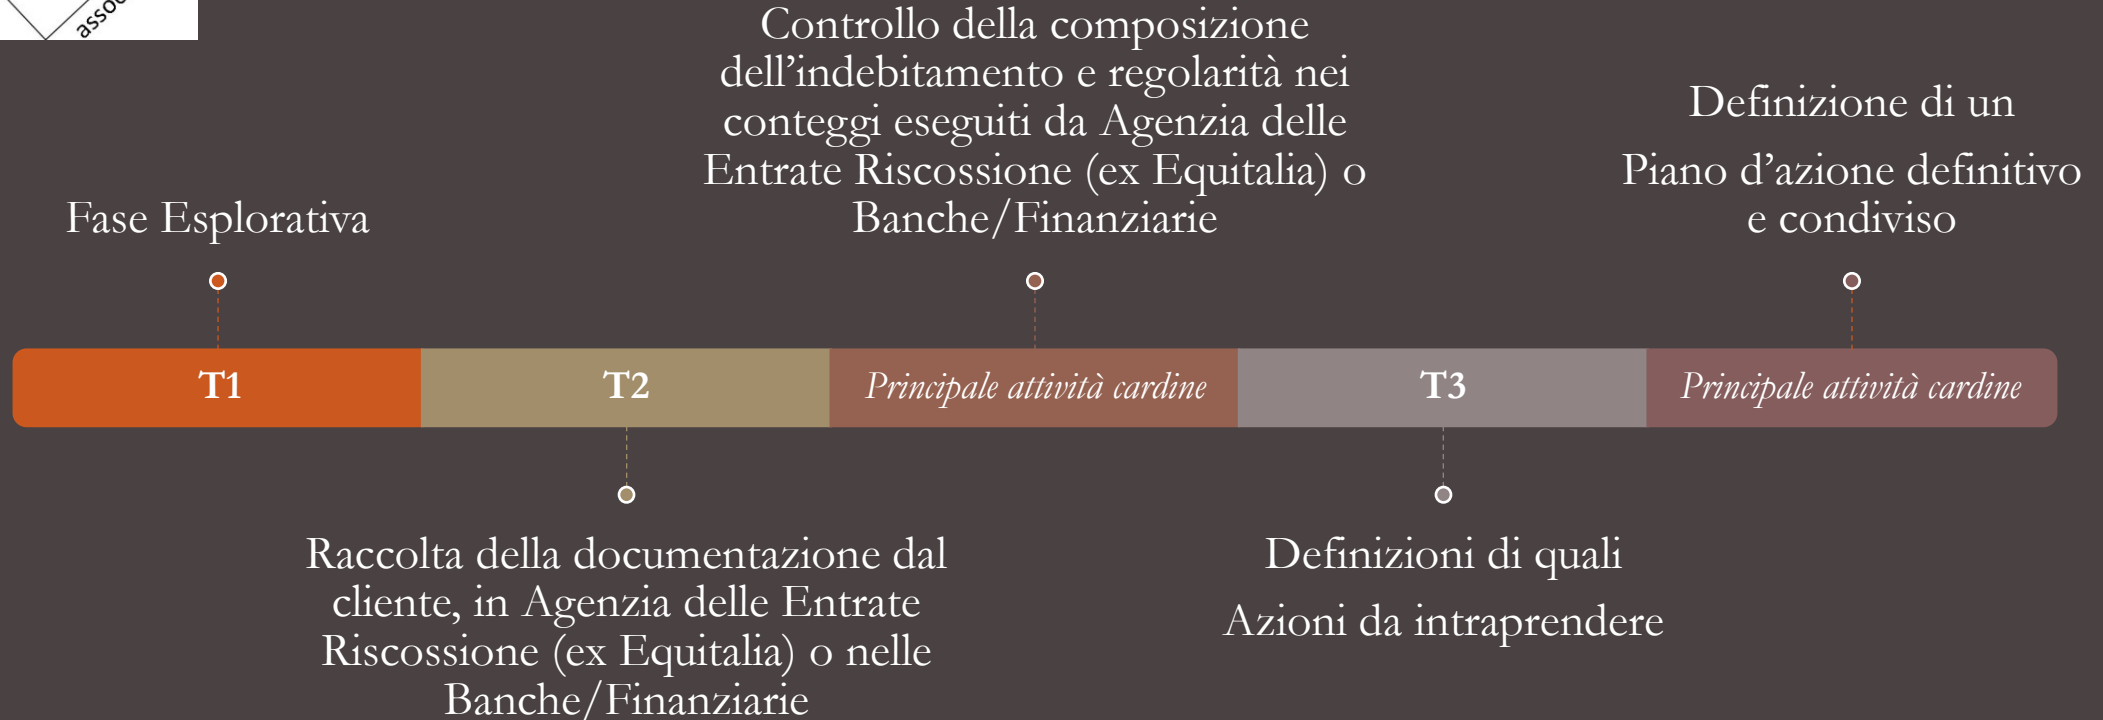 Controllo della composizione
dell'indebitamento e regolarità nei
conteggi eseguiti da Agenzia delle
Entrate Riscossione (ex Equitalia) o
Banche/Finanziarie
Definizione di un
Piano d'azione definitivo
e condiviso
Fase Esplorativa
T1
T2
Principale attività cardine
T3
Principale attività cardine
Raccolta della documentazione dal
cliente, in Agenzia delle Entrate
Riscossione (ex Equitalia) o nelle
Banche/Finanziarie
Definizioni di quali
Azioni da intraprendere